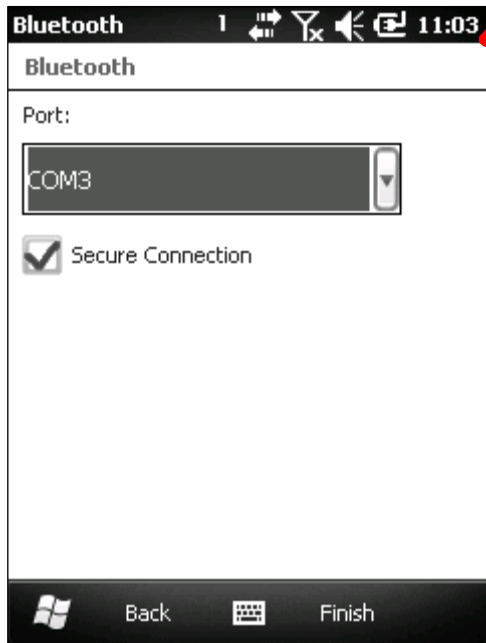 Bluetooth 1 11:03
Bluetooth
Port:
COM3
Secure Connection
Back Finish